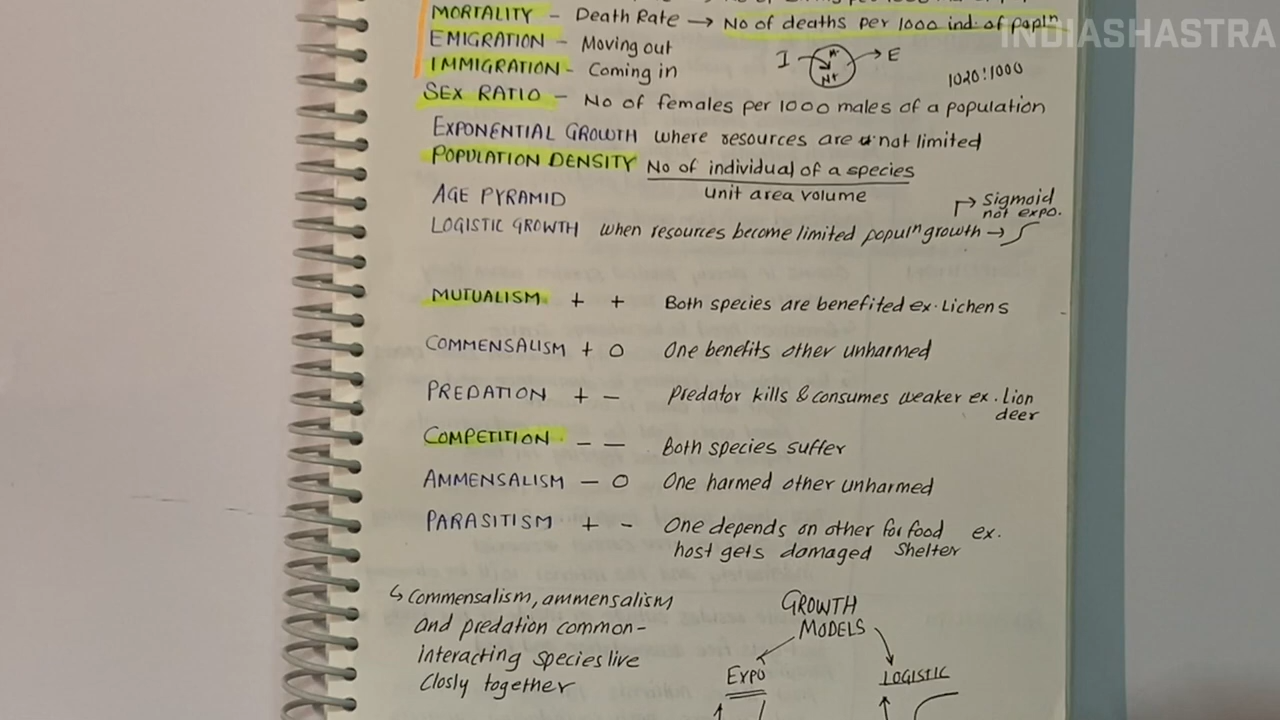 INDIASHASTRA
MORTALITY - Death Rate → No of deaths per 1000 ind. of popln
EMIGRATION - Moving out
I → E
N+
IMMIGRATION - Coming in
1020:1000
SEX RATIO - No of females per 1000 males of a population
EXPONENTIAL GROWTH where resources are not limited
POPULATION DENSITY No of individual of a species
Unit area volume
AGE PYRAMID
→ Sigmoid
not expo.
LOGISTIC GROWTH when resources become limited populn growth →
MUTUALISM + + Both species are benefited ex. Lichens
COMMENSALISM + 0 One benefits other unharmed
PREDATION + - Predator kills & consumes weaker ex. Lion
deer
COMPETITION - - Both species suffer
AMMENSALISM - 0 One harmed other unharmed
PARASITISM + - One depends on other for food ex.
host gets damaged shelter
↳ Commensalism, ammensalism
and predation common-
interacting species live
closly together
GROWTH
MODELS
EXPO
LOGISTIC